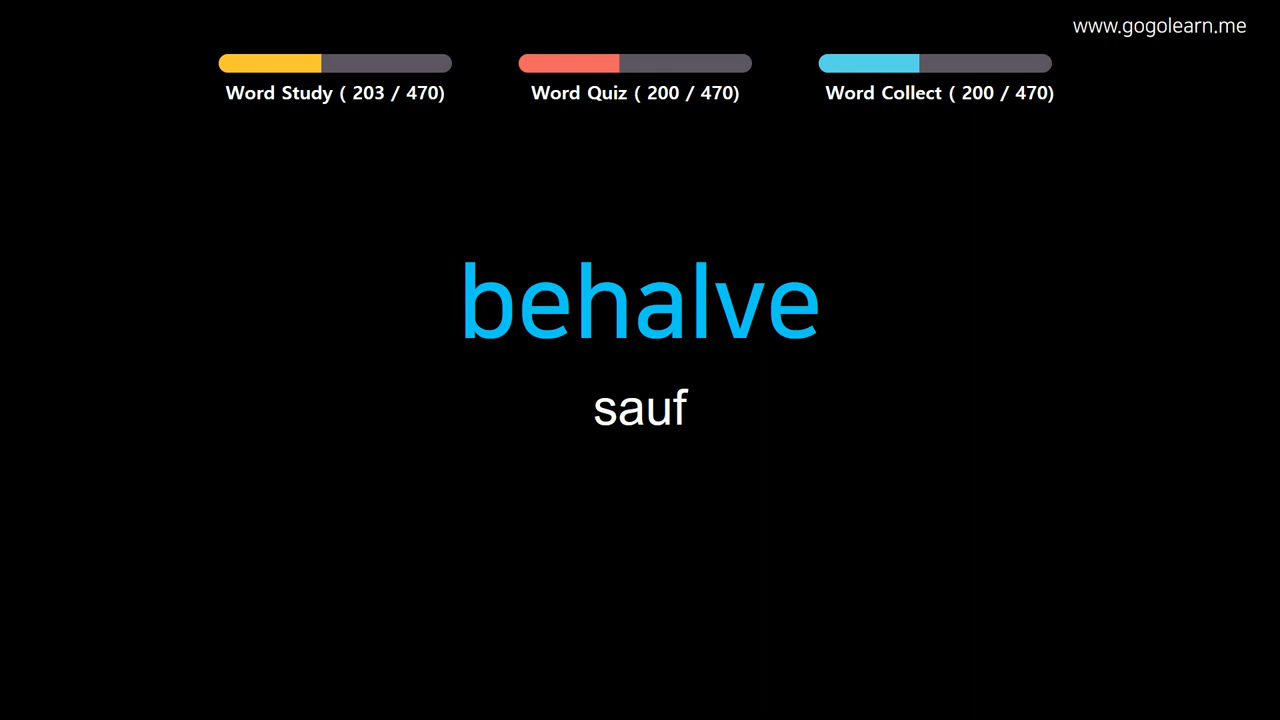 www.gogolearn.me
Word Study ( 203 / 470)
Word Quiz ( 200 / 470)
Word Collect ( 200 / 470)
behalve
sauf